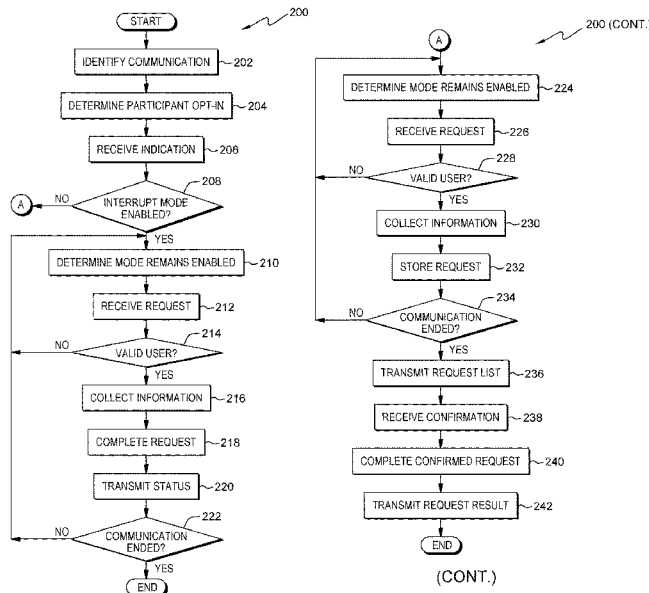 START
200
IDENTIFY COMMUNICATION
202
DETERMINE PARTICIPANT OPT-IN
204
RECEIVE INDICATION
206
208
INTERRUPT MODE
ENABLED?
NO
A
YES
DETERMINE MODE REMAINS ENABLED
210
RECEIVE REQUEST
212
214
VALID USER?
NO
YES
COLLECT INFORMATION
216
COMPLETE REQUEST
218
TRANSMIT STATUS
220
222
COMMUNICATION
ENDED?
NO
YES
END
A
200 (CONT.)
DETERMINE MODE REMAINS ENABLED
224
RECEIVE REQUEST
226
228
VALID USER?
NO
YES
COLLECT INFORMATION
230
STORE REQUEST
232
234
COMMUNICATION
ENDED?
NO
YES
TRANSMIT REQUEST LIST
236
RECEIVE CONFIRMATION
238
COMPLETE CONFIRMED REQUEST
240
TRANSMIT REQUEST RESULT
242
END
(CONT.)